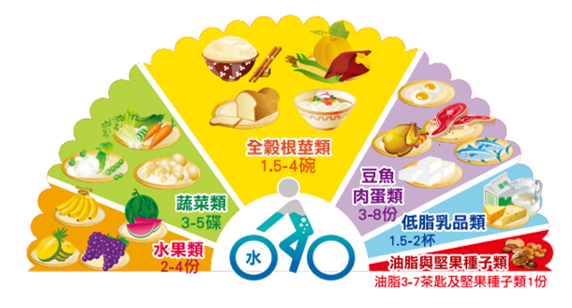 全穀根莖類
1.5-4碗
豆魚
肉蛋類
3-8份
蔬菜類
3-5碟
低脂乳品類
1.5-2杯
水果類
2-4份
水
油脂與堅果種子類
油脂3-7茶匙及堅果種子類1份